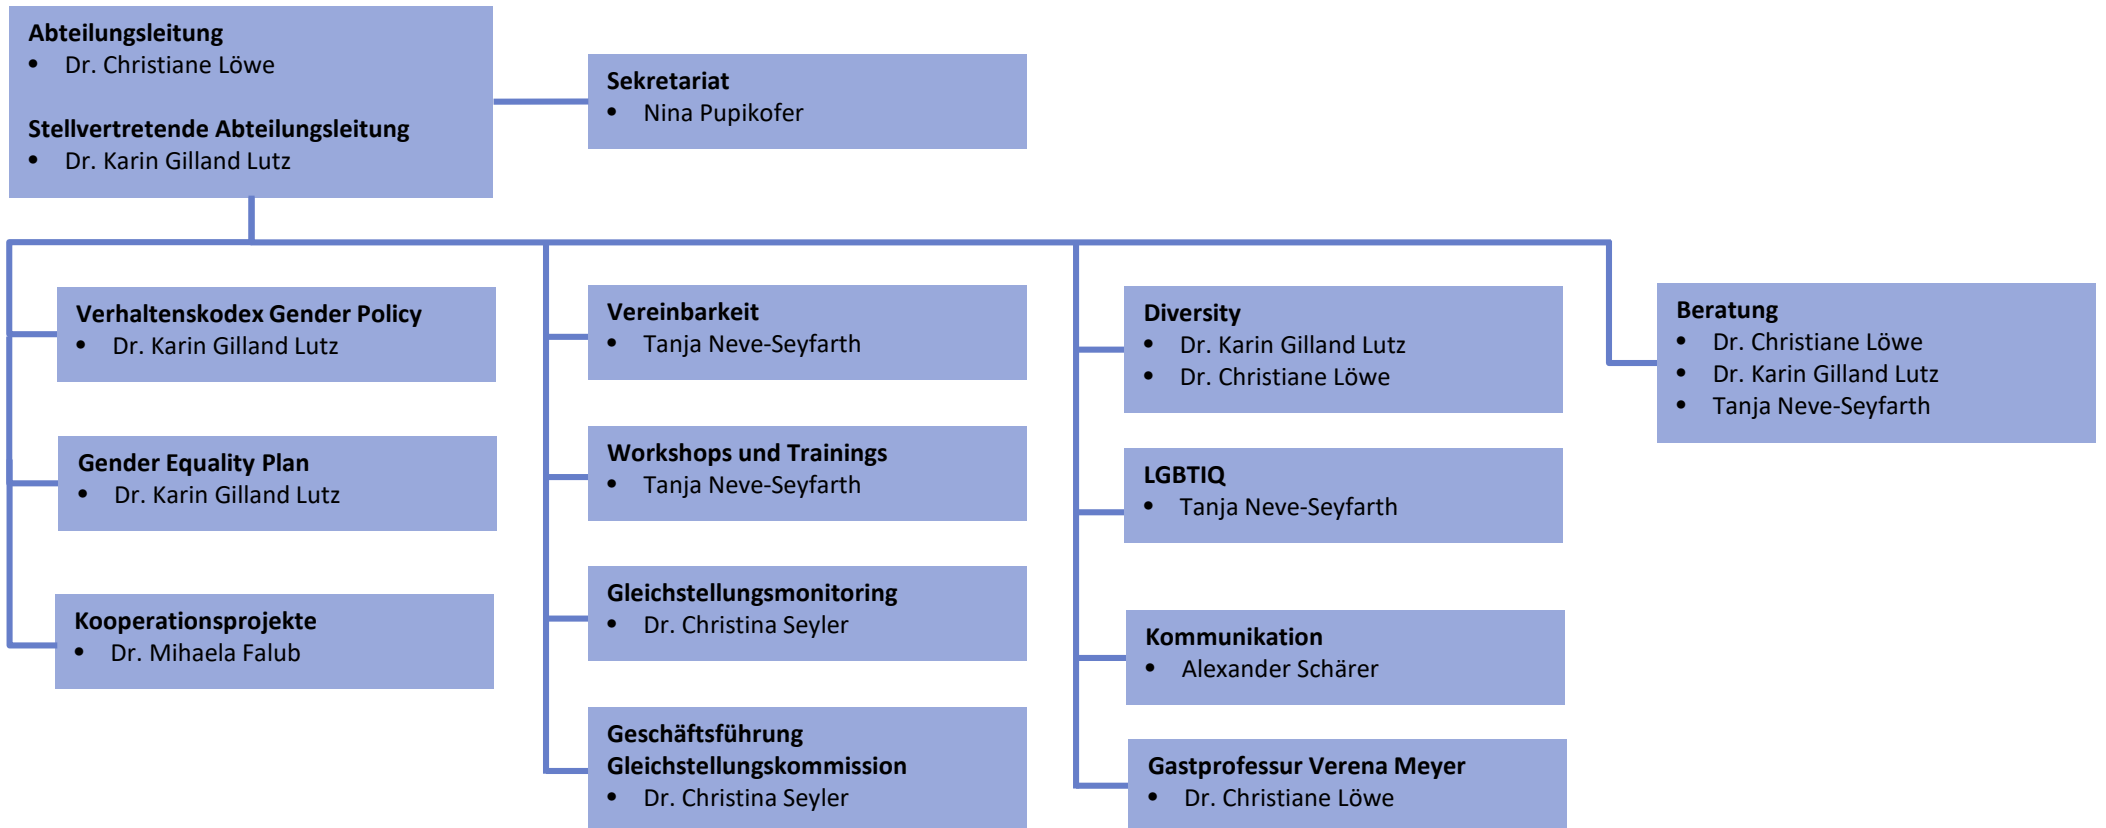 Abteilungsleitung
• Dr. Christiane Löwe
Stellvertretende Abteilungsleitung
• Dr. Karin Gilland Lutz
Sekretariat
• Nina Pupikofer
Verhaltenskodex Gender Policy
• Dr. Karin Gilland Lutz
Gender Equality Plan
• Dr. Karin Gilland Lutz
Kooperationsprojekte
• Dr. Mihaela Falub
Vereinbarkeit
• Tanja Neve-Seyfarth
Workshops und Trainings
• Tanja Neve-Seyfarth
Gleichstellungsmonitoring
• Dr. Christina Seyler
Geschäftsführung
Gleichstellungskommission
• Dr. Christina Seyler
Diversity
• Dr. Karin Gilland Lutz
• Dr. Christiane Löwe
LGBTIQ
• Tanja Neve-Seyfarth
Kommunikation
• Alexander Schärer
Gastprofessur Verena Meyer
• Dr. Christiane Löwe
Beratung
• Dr. Christiane Löwe
• Dr. Karin Gilland Lutz
• Tanja Neve-Seyfarth